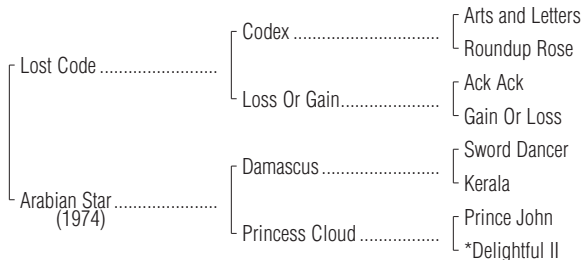 Arts and Letters
Codex
Roundup Rose
Lost Code
Ack Ack
Loss Or Gain
Gain Or Loss
Sword Dancer
Damascus
Kerala
Arabian Star
(1974)
Prince John
Princess Cloud
*Delightful II